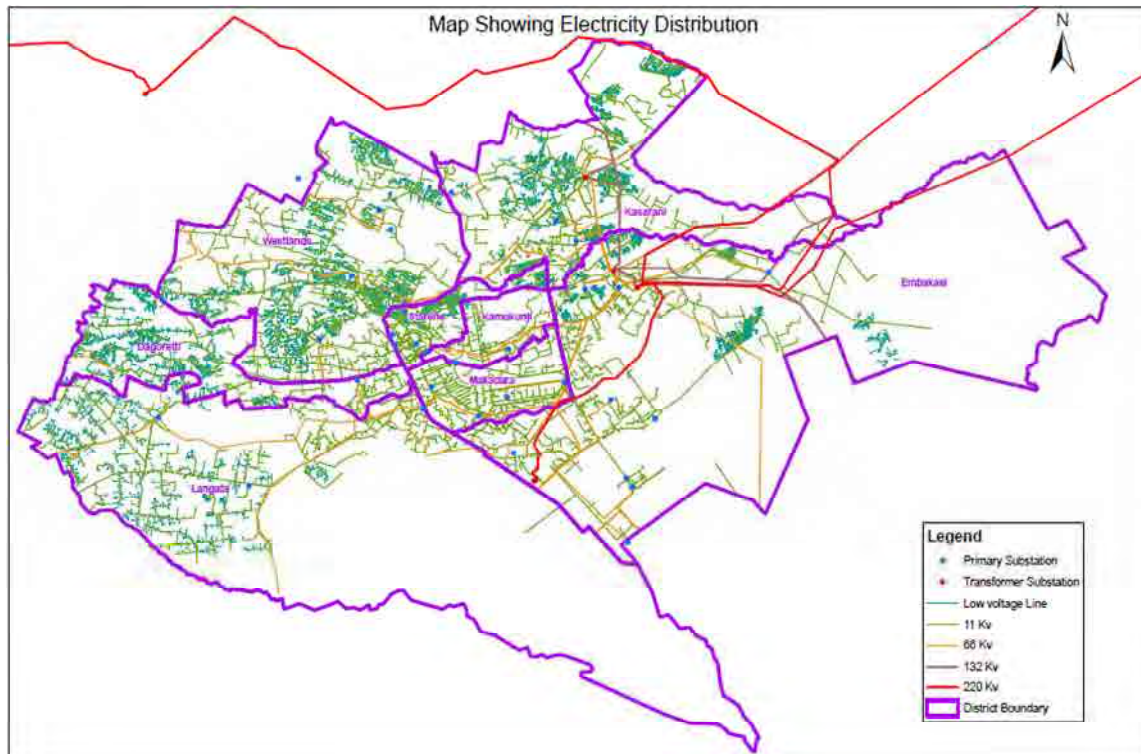 Map Showing Electricity Distribution
N
Kasarani
Westlands
Embakasi
Starehe
Kamukunji
Dagoretti
Makadara
Langata
Legend
Primary Substation
Transformer Substation
Low voltage Line
11 Kv
66 Kv
132 Kv
220 Kv
District Boundary